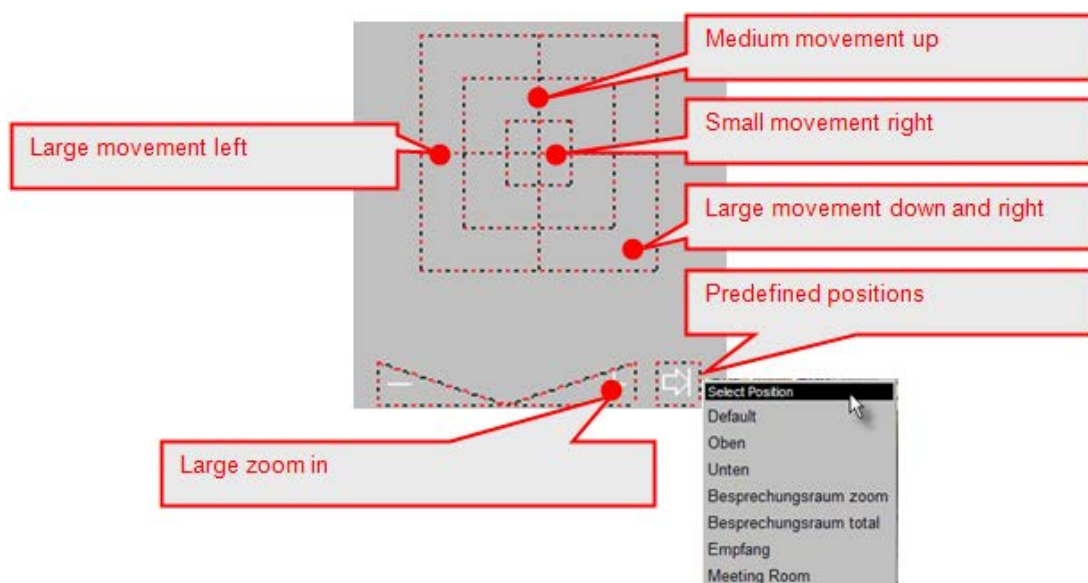 Medium movement up
Small movement right
Large movement left
Large movement down and right
Predefined positions
Large zoom in
Select Position
Default
Oben
Unten
Besprechungsraum zoom
Besprechungsraum total
Empfang
Meeting Room